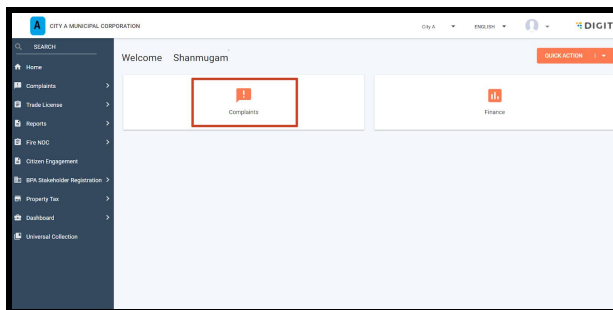 A CITY A MUNICIPAL CORPORATION
City A ENGLISH DIGIT
SEARCH
Home
Complaints
Trade License
Reports
Fire NOC
Citizen Engagement
BPA Stakeholder Registration
Property Tax
Dashboard
Universal Collection
Welcome Shanmugam
QUICK ACTION
Complaints
Finance